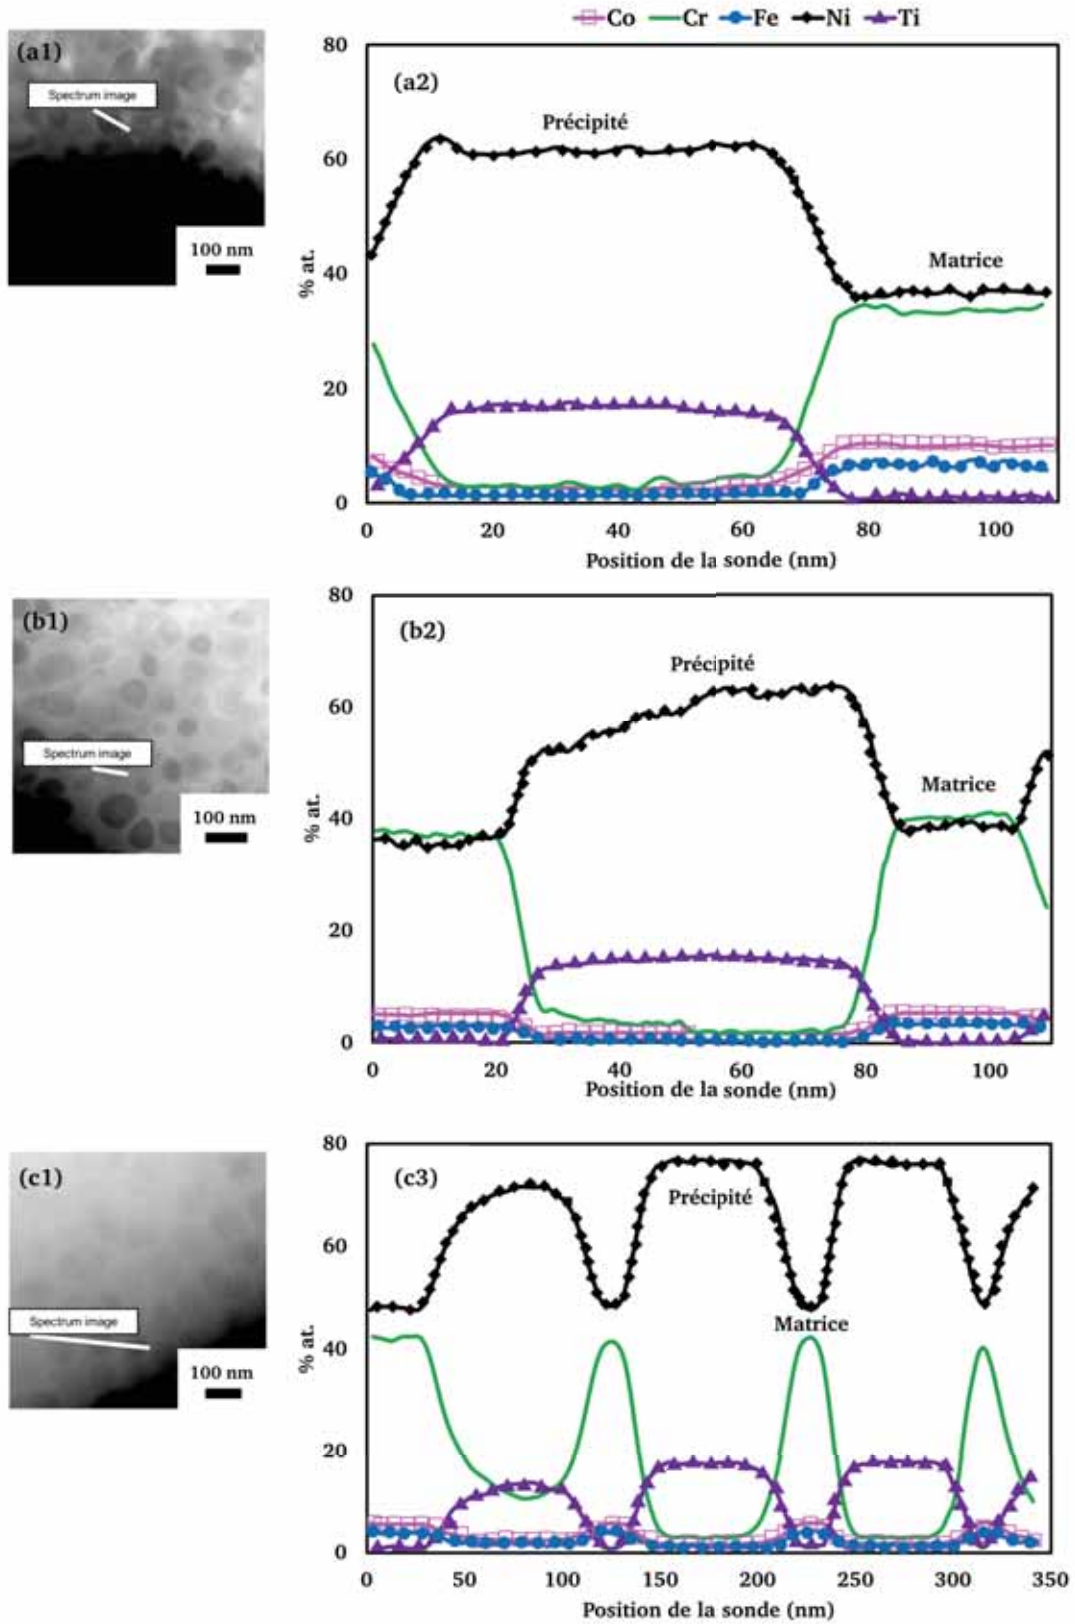 Co Cr Fe Ni Ti
(a1)
Spectrum image
100 nm
(a2)
Précipité
Matrice
% at.
80
60
40
20
0
0 20 40 60 80 100
Position de la sonde (nm)
(b1)
Spectrum image
100 nm
(b2)
Précipité
Matrice
% at.
80
60
40
20
0
0 20 40 60 80 100
Position de la sonde (nm)
(c1)
Spectrum image
100 nm
(c3)
Précipité
Matrice
% at.
80
60
40
20
0
0 50 100 150 200 250 300 350
Position de la sonde (nm)